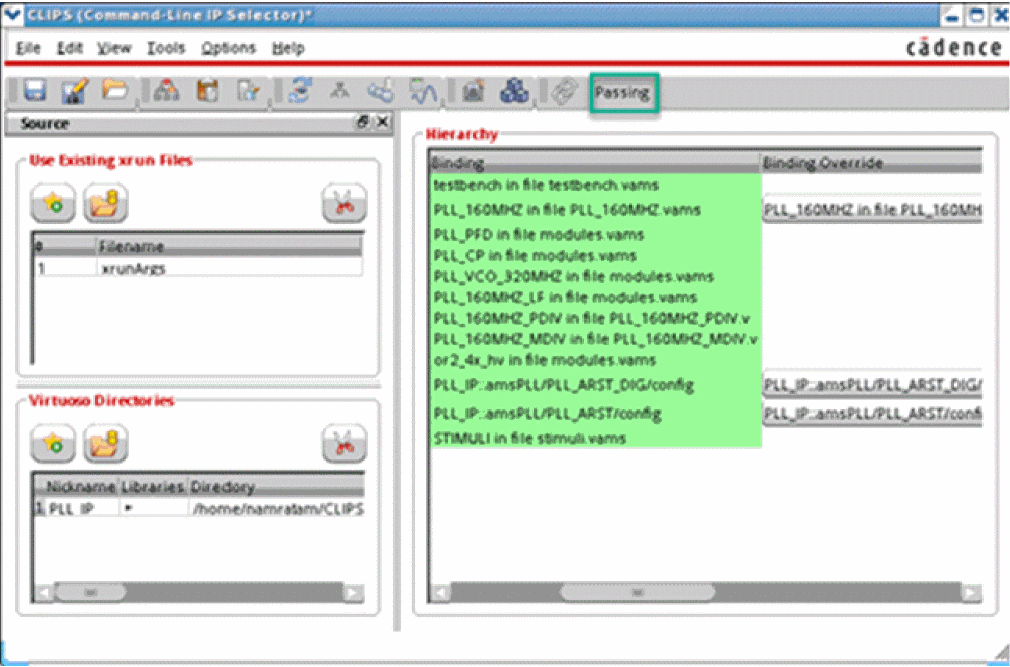 CLIPS (Command-Line IP Selector)*
File Edit View Tools Options Help
cādence
Passing
Source
Use Existing xrun Files
# Filename
1 xrunArgs
Virtuoso Directories
Nickname Libraries Directory
1 PLL_IP * /home/namratam/CLIPS
Hierarchy
Binding Binding Override
testbench in file testbench.vams
PLL_160MHZ in file PLL_160MHZ.vams PLL_160MHZ in file PLL_160MH
PLL_PFD in file modules.vams
PLL_CP in file modules.vams
PLL_VCO_320MHZ in file modules.vams
PLL_160MHZ_LF in file modules.vams
PLL_160MHZ_PDIV in file PLL_160MHZ_PDIV.v
PLL_160MHZ_MDIV in file PLL_160MHZ_MDIV.v
or2_4x_hv in file modules.vams
PLL_IP::amsPLL/PLL_ARST_DIG/config PLL_IP::amsPLL/PLL_ARST_DIG/
PLL_IP::amsPLL/PLL_ARST/config PLL_IP::amsPLL/PLL_ARST/confi
STIMULI in file stimuli.vams